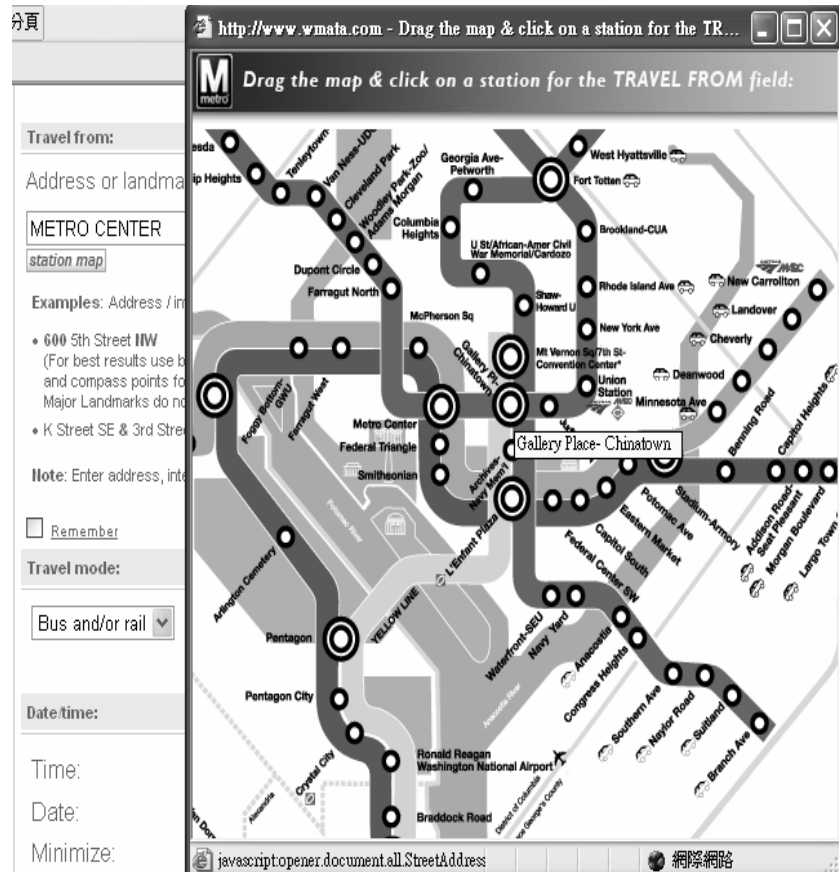 分頁
http://www.wmata.com - Drag the map & click on a station for the TR...
M
metro
Drag the map & click on a station for the TRAVEL FROM field:
Travel from:
Address or landma
METRO CENTER
station map
Examples: Address / in
• 600 5th Street NW
(For best results use b
and compass points fo
Major Landmarks do no
• K Street SE & 3rd Stree
Note: Enter address, inte
Remember
Travel mode:
Bus and/or rail
Date/time:
Time:
Date:
Minimize:
esda
ip Heights
Tenleytown-
Van Ness-UDC
Cleveland Park
Woodley Park-Zoo/
Adams Morgan
Dupont Circle
Farragut North
Georgia Ave-
Petworth
Columbia
Heights
U St/African-Amer Civil
War Memorial/Cardozo
Shaw-
Howard U
Mt Vernon Sq/7th St-
Convention Center*
West Hyattsville
Fort Totten
Brookland-CUA
Rhode Island Ave
New York Ave
Union
Station
New Carrollton
Landover
Cheverly
Deanwood
Minnesota Ave
Benning Road
Capitol Heights
McPherson Sq
Gallery Pl-
Chinatown
Foggy Bottom-
GWU
Farragut West
Metro Center
Federal Triangle
Smithsonian
Archives-
Navy Mem'l
Gallery Place- Chinatown
L'Enfant Plaza
Federal Center SW
Capitol South
Eastern Market
Potomac Ave
Stadium-Armory
Addison Road-
Seat Pleasant
Morgan Boulevard
Largo Town
Potomac River
Arlington Cemetery
YELLOW LINE
Pentagon
Pentagon City
Crystal City
Ronald Reagan
Washington National Airport
Braddock Road
Alexandria
Waterfront-SEU
Navy Yard
Anacostia
Congress Heights
Southern Ave
Naylor Road
Suitland
Branch Ave
Anacostia River
District of Columbia
Prince George's County
javascript:opener.document.all.StreetAddress
網際網路